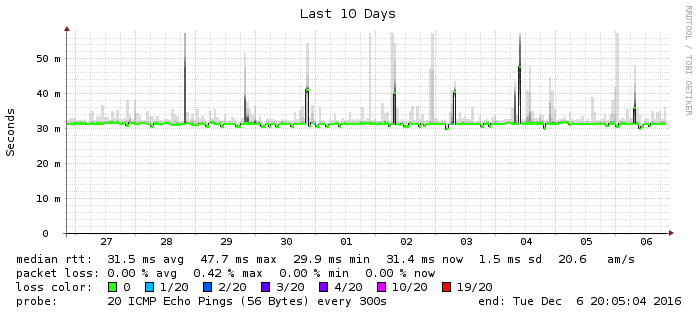 Last 10 Days
RRDTOOL / TOBI OETIKER
Seconds
50 m
40 m
30 m
20 m
10 m
0
27 28 29 30 01 02 03 04 05 06
median rtt: 31.5 ms avg 47.7 ms max 29.9 ms min 31.4 ms now 1.5 ms sd 20.6 am/s
packet loss: 0.00 % avg 0.42 % max 0.00 % min 0.00 % now
loss color: 0 1/20 2/20 3/20 4/20 10/20 19/20
probe: 20 ICMP Echo Pings (56 Bytes) every 300s end: Tue Dec 6 20:05:04 2016